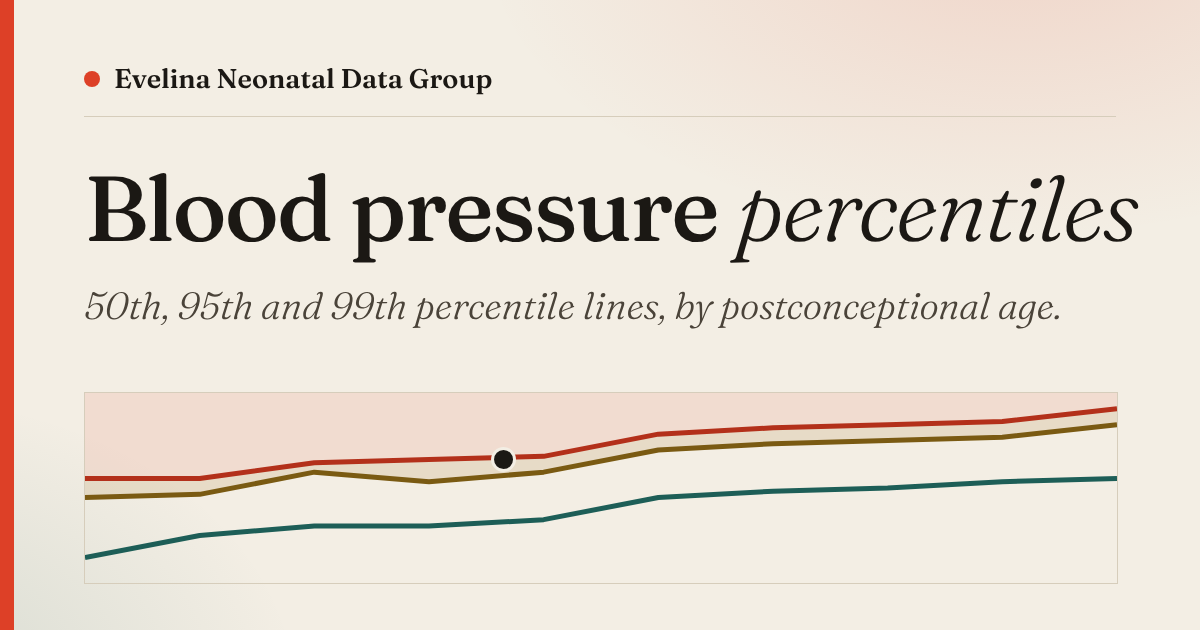 Evelina Neonatal Data Group
Blood pressure percentiles
50th, 95th and 99th percentile lines, by postconceptional age.